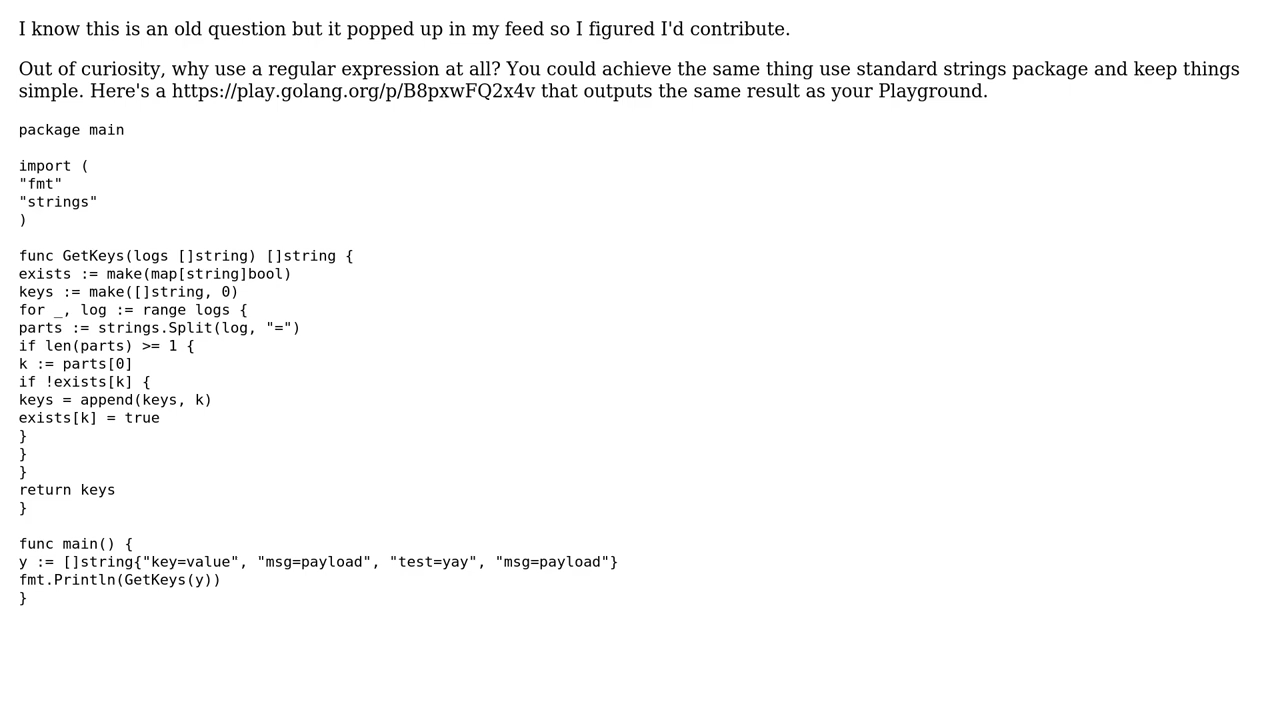 I know this is an old question but it popped up in my feed so I figured I'd contribute.
Out of curiosity, why use a regular expression at all? You could achieve the same thing use standard strings package and keep things
simple. Here's a https://play.golang.org/p/B8pxwFQ2x4v that outputs the same result as your Playground.
package main
import (
"fmt"
"strings"
)
func GetKeys(logs []string) []string {
exists := make(map[string]bool)
keys := make([]string, 0)
for _, log := range logs {
parts := strings.Split(log, "=")
if len(parts) >= 1 {
k := parts[0]
if !exists[k] {
keys = append(keys, k)
exists[k] = true
}
}
}
return keys
}
func main() {
y := []string{"key=value", "msg=payload", "test=yay", "msg=payload"}
fmt.Println(GetKeys(y))
}